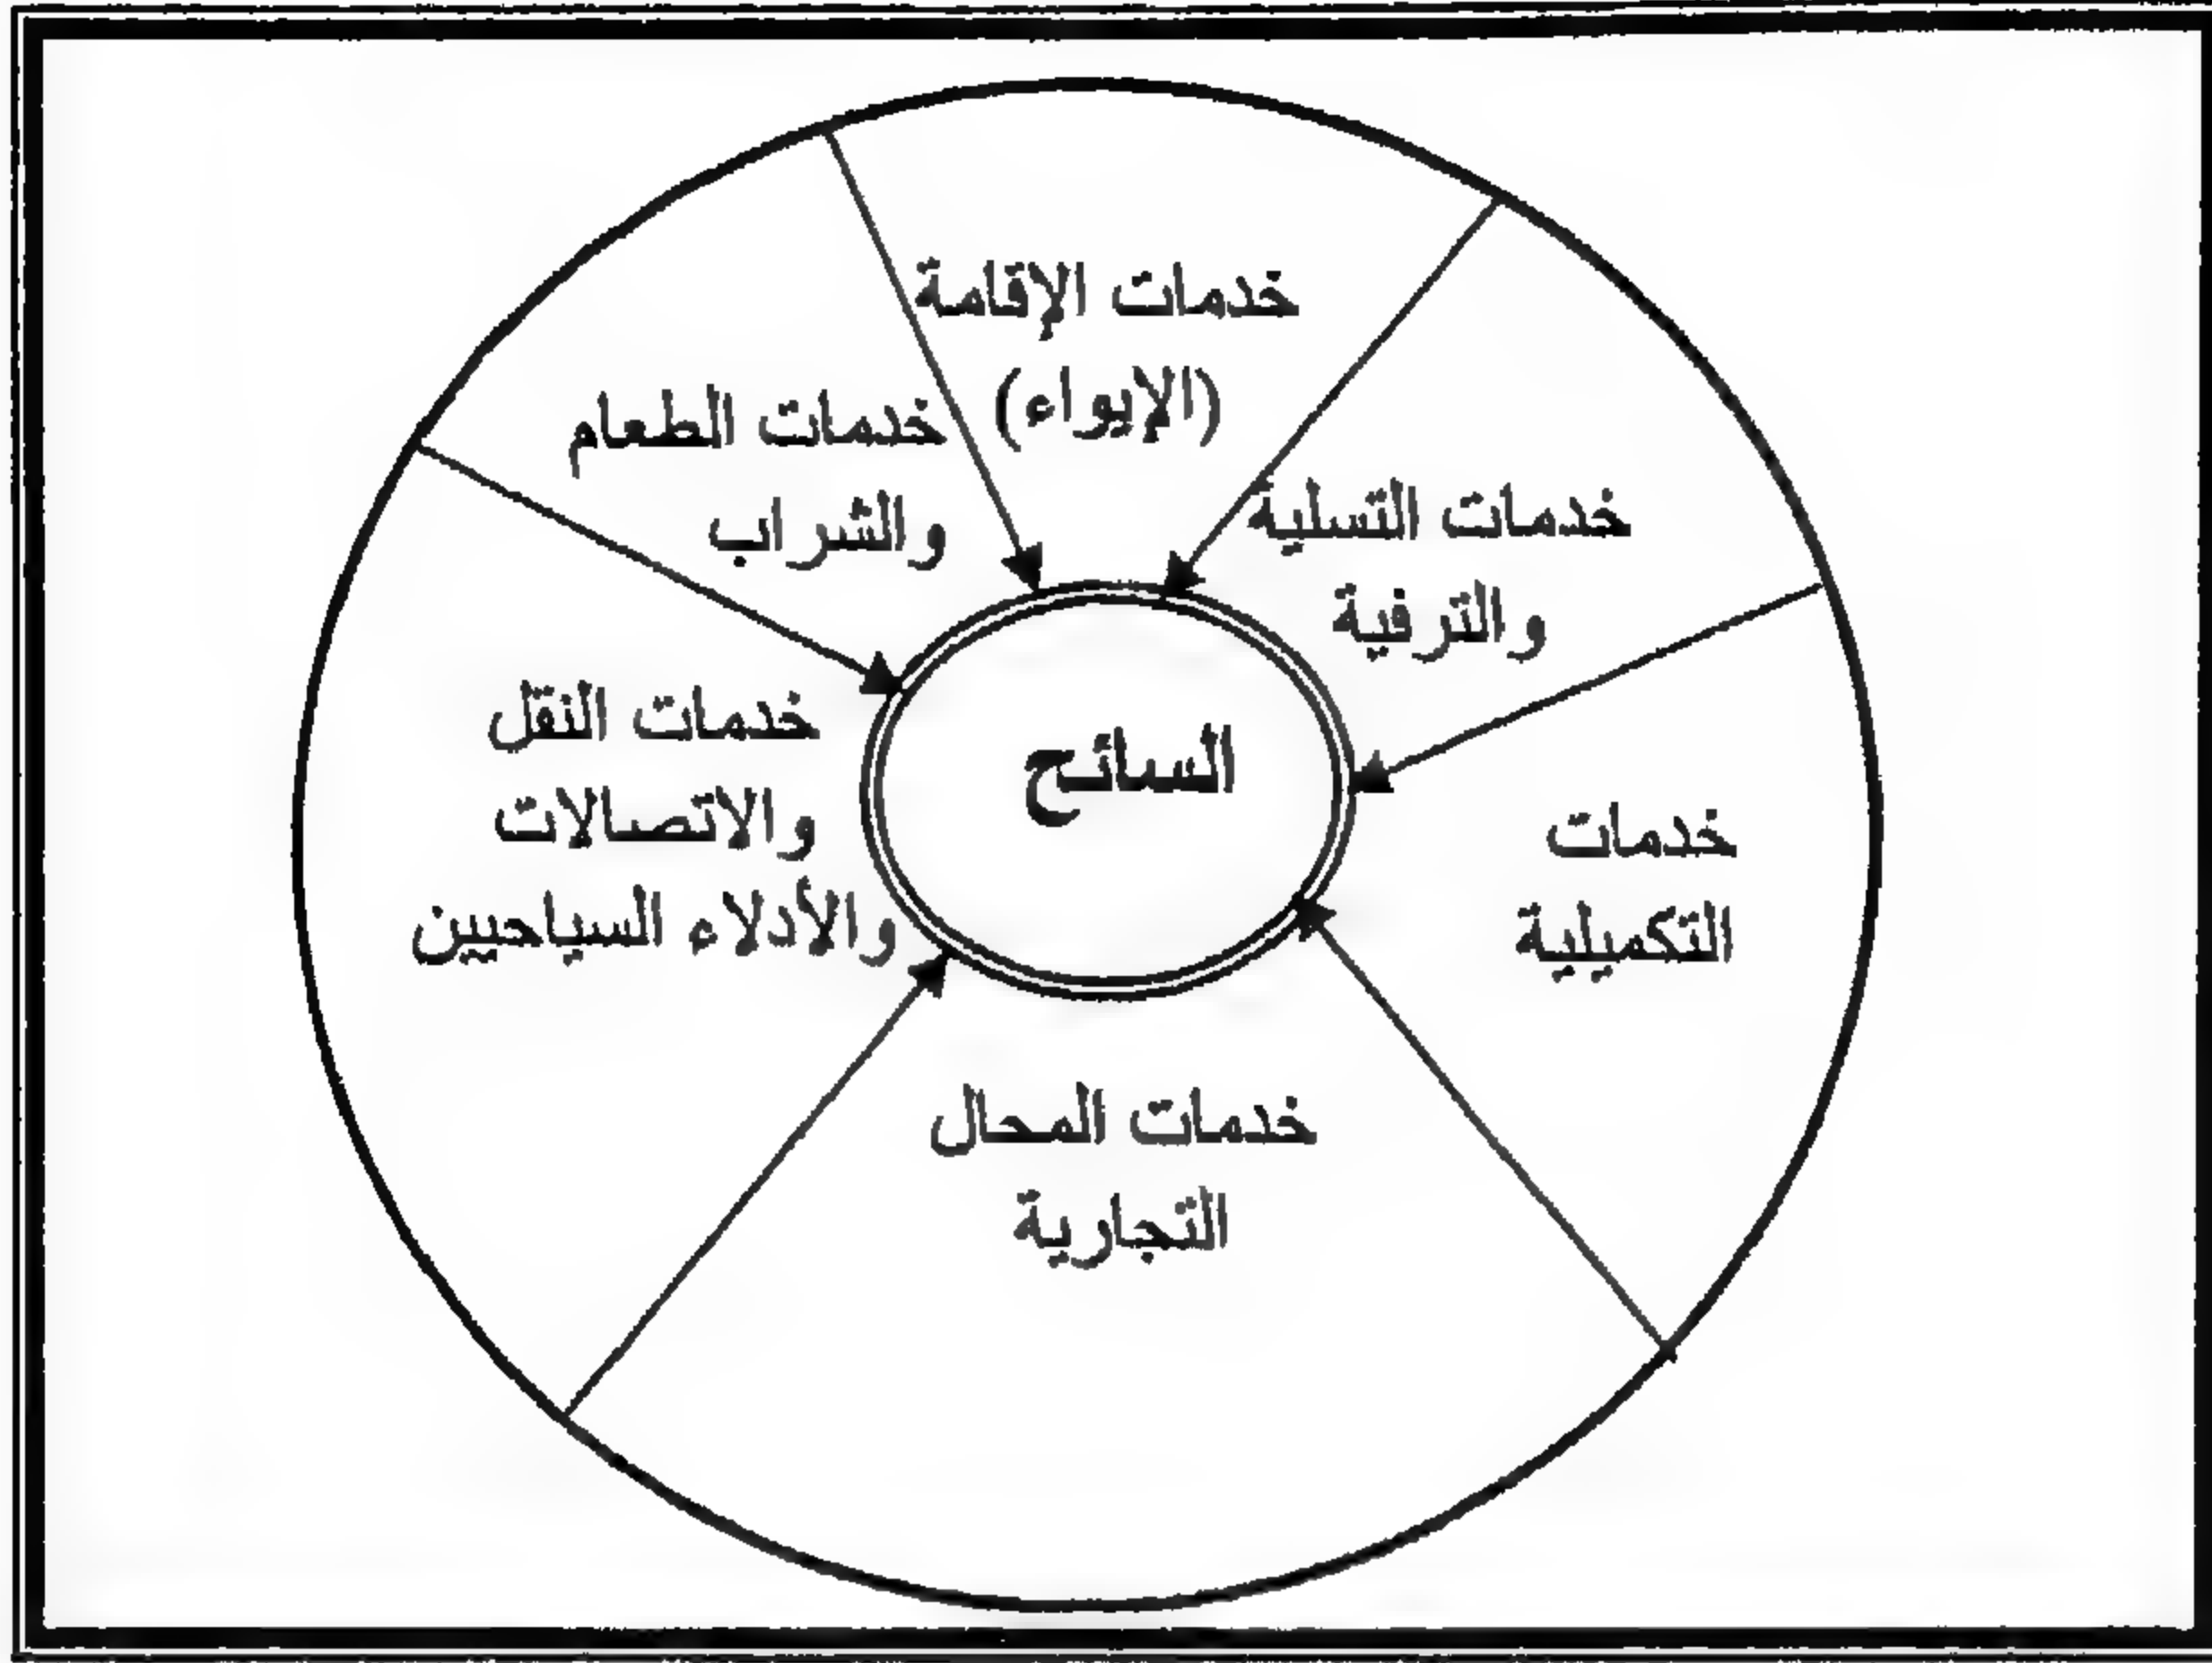 خدمات الإقامة
(الإيواء)
خدمات الطعام
والشراب
خدمات التسلية
والترفية
السائح
خدمات النقل
والاتصالات
والأدلاء السياحيين
خدمات
التكميلية
خدمات المحال
التجارية